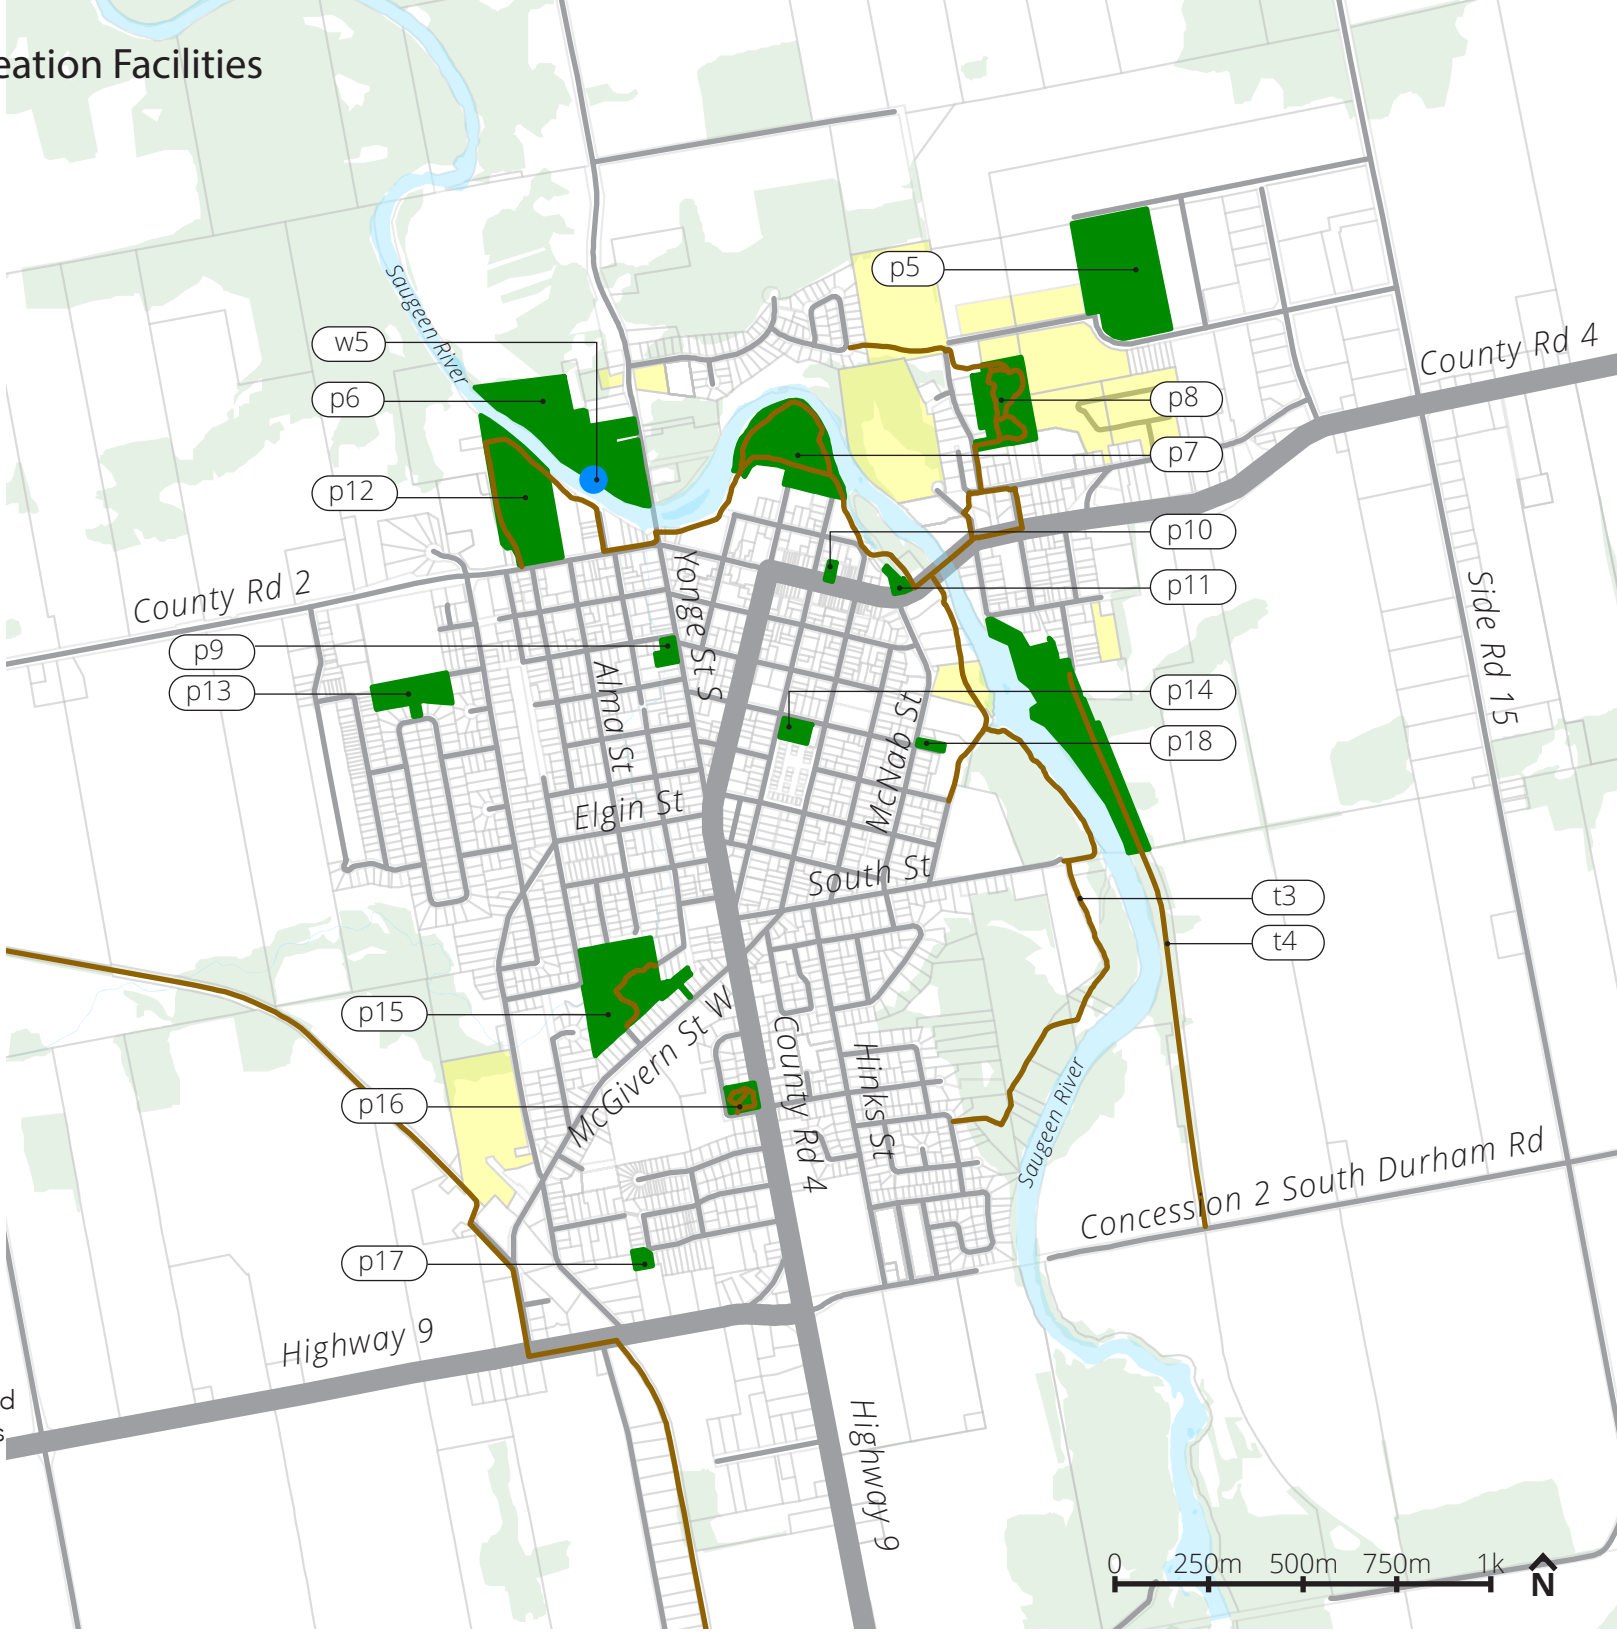 eation Facilities
p5
Saugeen River
w5
County Rd 4
p6
p8
p7
p12
p10
p11
Yonge St S
County Rd 2
Side Rd 15
p9
p13
Alma St
p14
McNab St
p18
Elgin St
South St
t3
t4
p15
McGivern St W
County Rd 4
Hinks St
p16
Saugeen River
Concession 2 South Durham Rd
p17
Highway 9
d
s
Highway 9
0 250m 500m 750m 1k
N